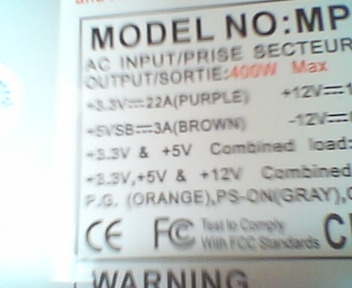 MODEL NO:MP
AC INPUT/PRISE SECTEUR
OUTPUT/SORTIE:400W Max
+3.3V⎓22A(PURPLE) +12V⎓1
+5VSB⎓3A(BROWN) -12V⎓
+3.3V & +5V Combined load:
+3.3V,+5V & +12V Combined
P.G. (ORANGE),PS-ON(GRAY),
CE FC Test to Comply
With FCC Standards
WARNING